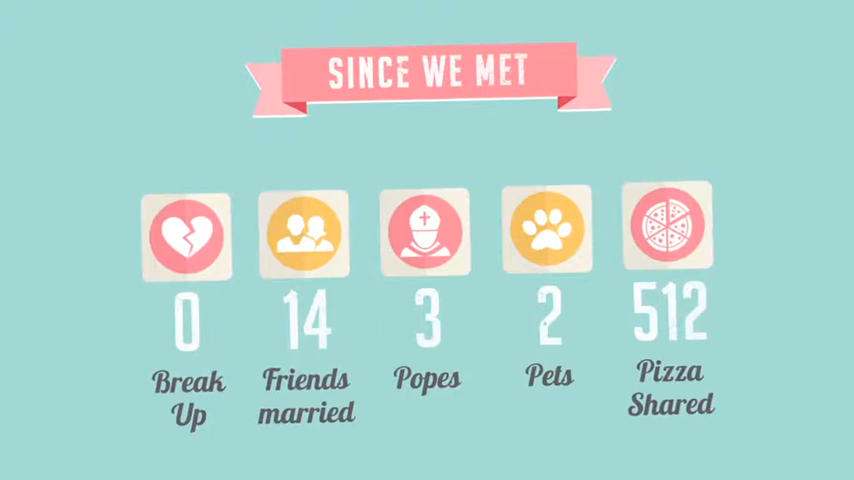 SINCE WE MET
0 14 3 2 512
Break Friends Popes Pets Pizza
Up married Shared